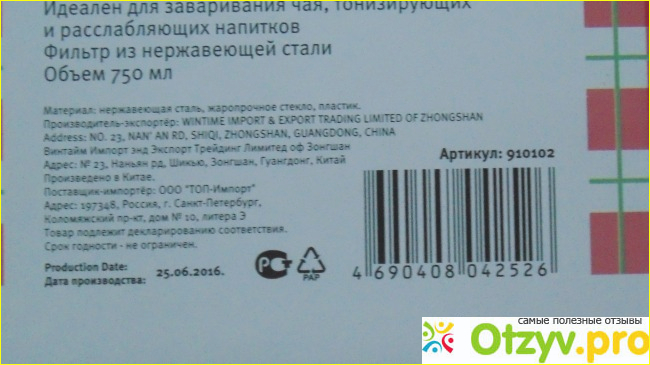 Идеален для заваривания чая, тонизирующих
и расслабляющих напитков
Фильтр из нержавеющей стали
Объем 750 мл
Материал: нержавеющая сталь, жаропрочное стекло, пластик.
Производитель-экспортёр: WINTIME IMPORT & EXPORT TRADING LIMITED OF ZHONGSHAN
Address: NO. 23, NAN' AN RD, SHIQI, ZHONGSHAN, GUANGDONG, CHINA
Винтайм Импорт энд Экспорт Трейдинг Лимитед оф Зонгшан
Адрес: № 23, Наньян рд, Шикью, Зонгшан, Гуангдонг, Китай
Произведено в Китае.
Поставщик-импортёр: ООО "ТОП-Импорт"
Адрес: 197348, Россия, г. Санкт-Петербург,
Коломяжский пр-кт, дом № 10, литера Э
Товар подлежит декларированию соответствия.
Срок годности - не ограничен.
Артикул: 910102
Production Date:
Дата производства:
25.06.2016.
РСТ
PAP
4 690408 042526
самые полезные отзывы
Otzyv.pro